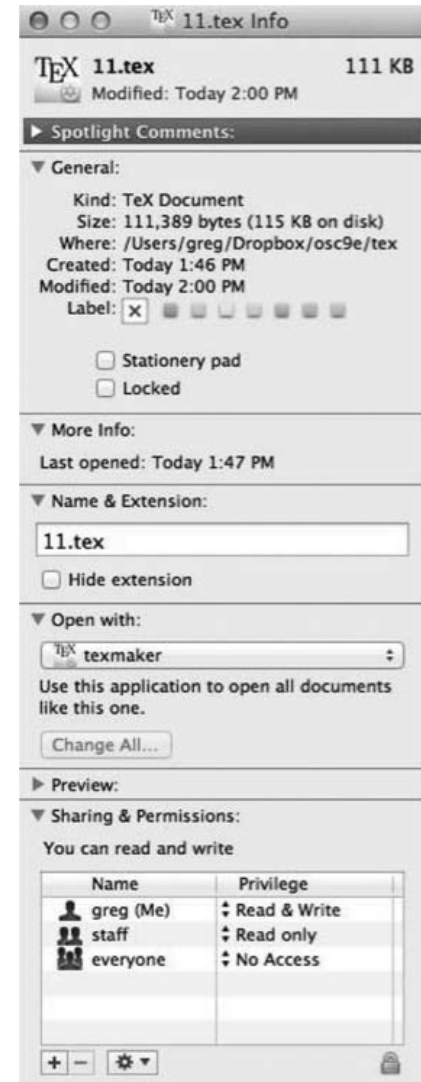 TEX 11.tex Info
TEX 11.tex 111 KB
Modified: Today 2:00 PM
Spotlight Comments:
General:
Kind: TeX Document
Size: 111,389 bytes (115 KB on disk)
Where: /Users/greg/Dropbox/osc9e/tex
Created: Today 1:46 PM
Modified: Today 2:00 PM
Label:
Stationery pad
Locked
More Info:
Last opened: Today 1:47 PM
Name & Extension:
11.tex
Hide extension
Open with:
TEX texmaker
Use this application to open all documents
like this one.
Change All...
Preview:
Sharing & Permissions:
You can read and write
Name Privilege
greg (Me) Read & Write
staff Read only
everyone No Access